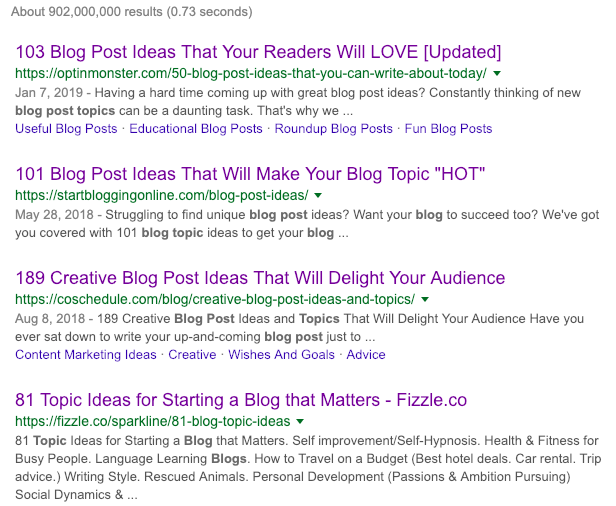 About 902,000,000 results (0.73 seconds)
103 Blog Post Ideas That Your Readers Will LOVE [Updated]
https://optinmonster.com/50-blog-post-ideas-that-you-can-write-about-today/
Jan 7, 2019 - Having a hard time coming up with great blog post ideas? Constantly thinking of new
blog post topics can be a daunting task. That's why we ...
Useful Blog Posts · Educational Blog Posts · Roundup Blog Posts · Fun Blog Posts
101 Blog Post Ideas That Will Make Your Blog Topic "HOT"
https://startbloggingonline.com/blog-post-ideas/
May 28, 2018 - Struggling to find unique blog post ideas? Want your blog to succeed too? We've got
you covered with 101 blog topic ideas to get your blog ...
189 Creative Blog Post Ideas That Will Delight Your Audience
https://coschedule.com/blog/creative-blog-post-ideas-and-topics/
Aug 8, 2018 - 189 Creative Blog Post Ideas and Topics That Will Delight Your Audience Have you
ever sat down to write your up-and-coming blog post just to ...
Content Marketing Ideas · Creative · Wishes And Goals · Advice
81 Topic Ideas for Starting a Blog that Matters - Fizzle.co
https://fizzle.co/sparkline/81-blog-topic-ideas
81 Topic Ideas for Starting a Blog that Matters. Self improvement/Self-Hypnosis. Health & Fitness for
Busy People. Language Learning Blogs. How to Travel on a Budget (Best hotel deals. Car rental. Trip
advice.) Writing Style. Rescued Animals. Personal Development (Passions & Ambition Pursuing)
Social Dynamics & ...